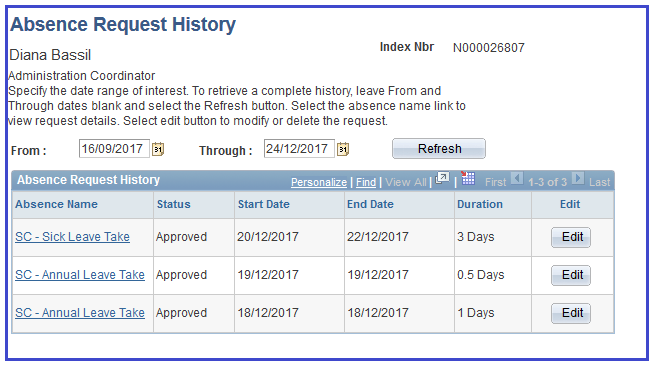 Absence Request History
Diana Bassil
Index Nbr N000026807
Administration Coordinator
Specify the date range of interest. To retrieve a complete history, leave From and
Through dates blank and select the Refresh button. Select the absence name link to
view request details. Select edit button to modify or delete the request.
From : 16/09/2017 31 Through : 24/12/2017 31 Refresh
Absence Request History Personalize | Find | View All | | First 1-3 of 3 Last
Absence Name Status Start Date End Date Duration Edit
SC - Sick Leave Take Approved 20/12/2017 22/12/2017 3 Days Edit
SC - Annual Leave Take Approved 19/12/2017 19/12/2017 0.5 Days Edit
SC - Annual Leave Take Approved 18/12/2017 18/12/2017 1 Days Edit